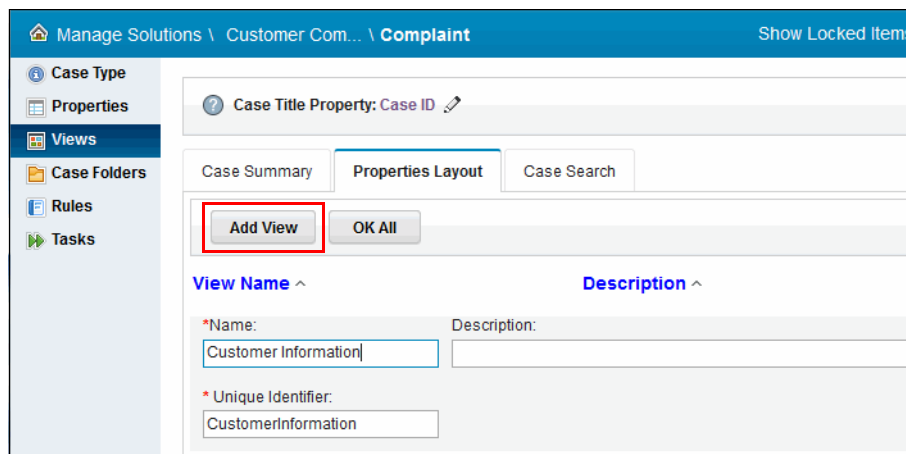 Manage Solutions \ Customer Com... \ Complaint
Show Locked Items
Case Type
Properties
Views
Case Folders
Rules
Tasks
Case Title Property: Case ID
Case Summary
Properties Layout
Case Search
Add View
OK All
View Name
Description
*Name:
Description:
Customer Information
* Unique Identifier:
CustomerInformation